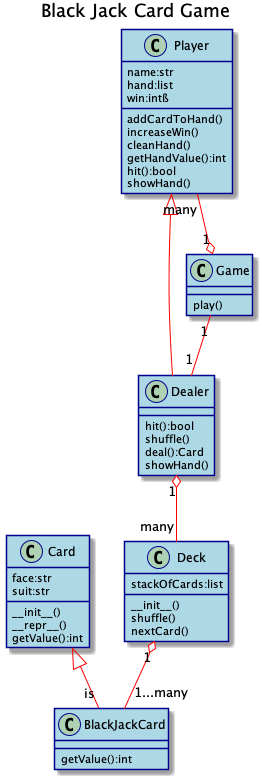 Black Jack Card Game
C Player
name:str
hand:list
win:intß
addCardToHand()
increaseWin()
cleanHand()
getHandValue():int
hit():bool
showHand()
many
1
C Game
play()
1
1
C Dealer
hit():bool
shuffle()
deal():Card
showHand()
1
many
C Card
face:str
suit:str
__init__()
__repr__()
getValue():int
C Deck
stackOfCards:list
__init__()
shuffle()
nextCard()
1
is
1...many
C BlackJackCard
getValue():int